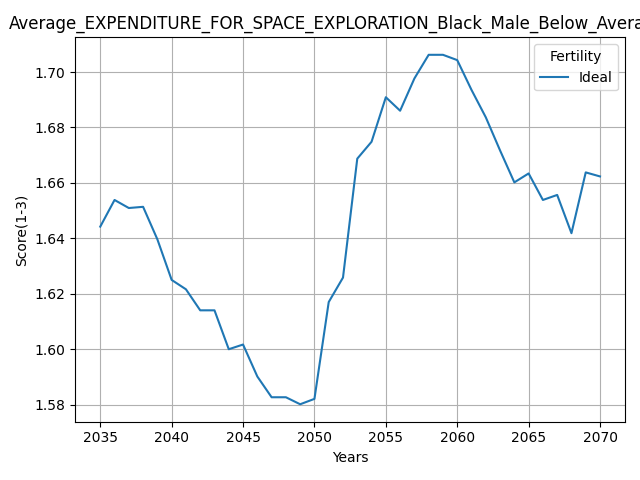 Average_EXPENDITURE_FOR_SPACE_EXPLORATION_Black_Male_Below_Avera
Fertility
Ideal
Score(1-3)
1.70
1.68
1.66
1.64
1.62
1.60
1.58
2035 2040 2045 2050 2055 2060 2065 2070
Years